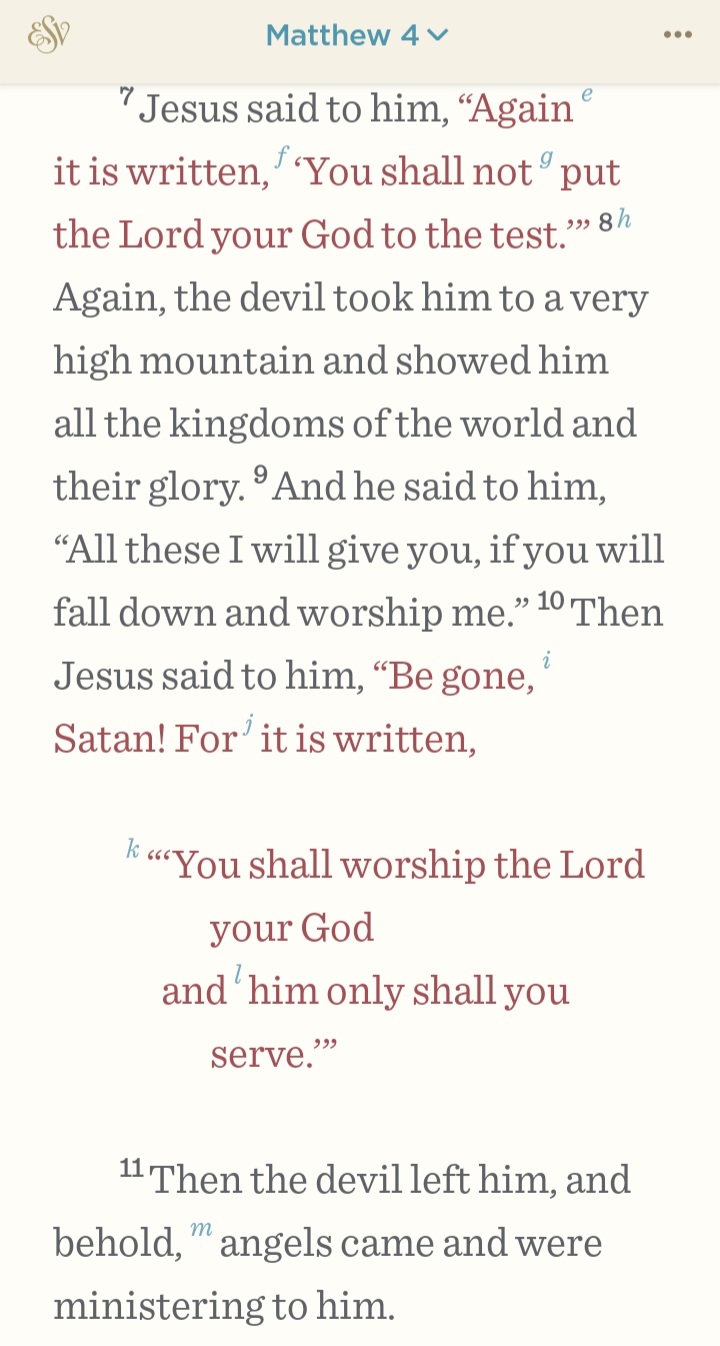 ESV
Matthew 4
7 Jesus said to him, “Again e
it is written, f ‘You shall not g put
the Lord your God to the test.’” 8 h
Again, the devil took him to a very
high mountain and showed him
all the kingdoms of the world and
their glory. 9 And he said to him,
“All these I will give you, if you will
fall down and worship me.” 10 Then
Jesus said to him, “Be gone, i
Satan! For j it is written,
k “‘You shall worship the Lord
your God
and l him only shall you
serve.’”
11 Then the devil left him, and
behold, m angels came and were
ministering to him.